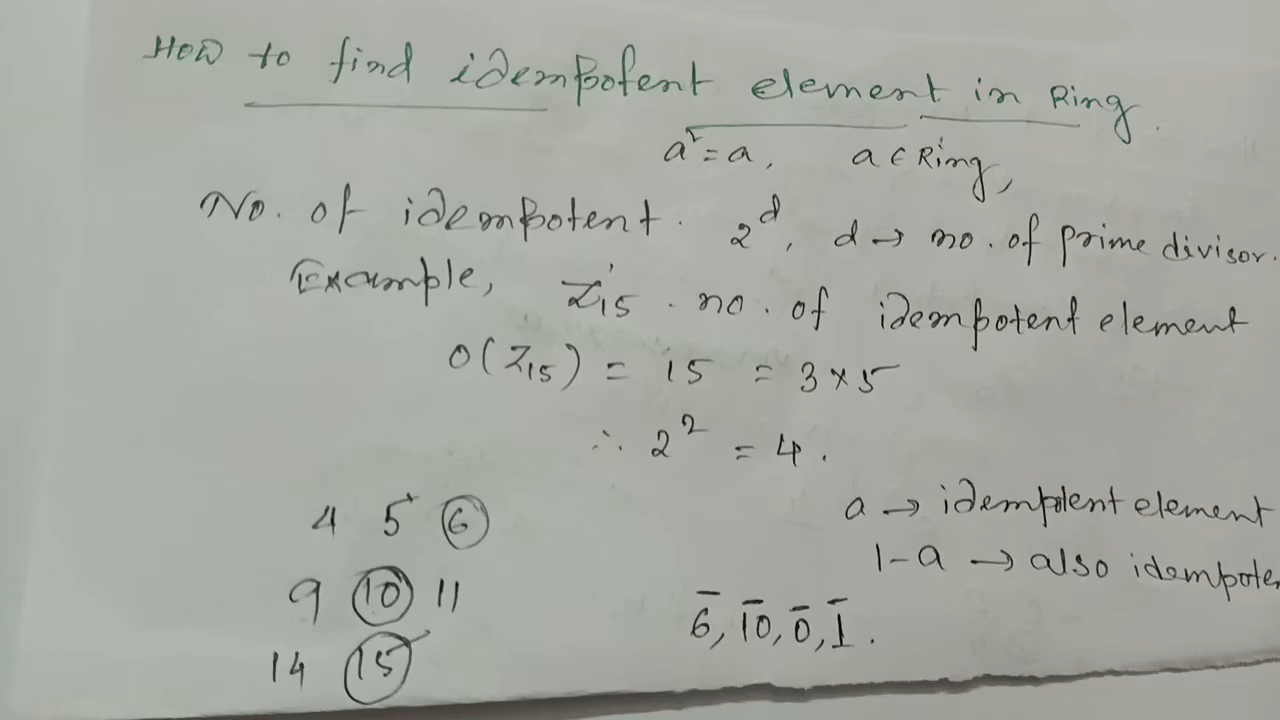 How to find idempotent element in Ring.
a² = a, a ∈ Ring,
No. of idempotent. 2^d, d → no. of prime divisor.
Example, Z₁₅ . no. of idempotent element
O(Z₁₅) = 15 = 3 × 5
∴ 2² = 4.
4 5 6
a → idempotent element
1-a → also idempoten
9 10 11
6̄, 1̄0̄, 0̄, 1̄.
14 15